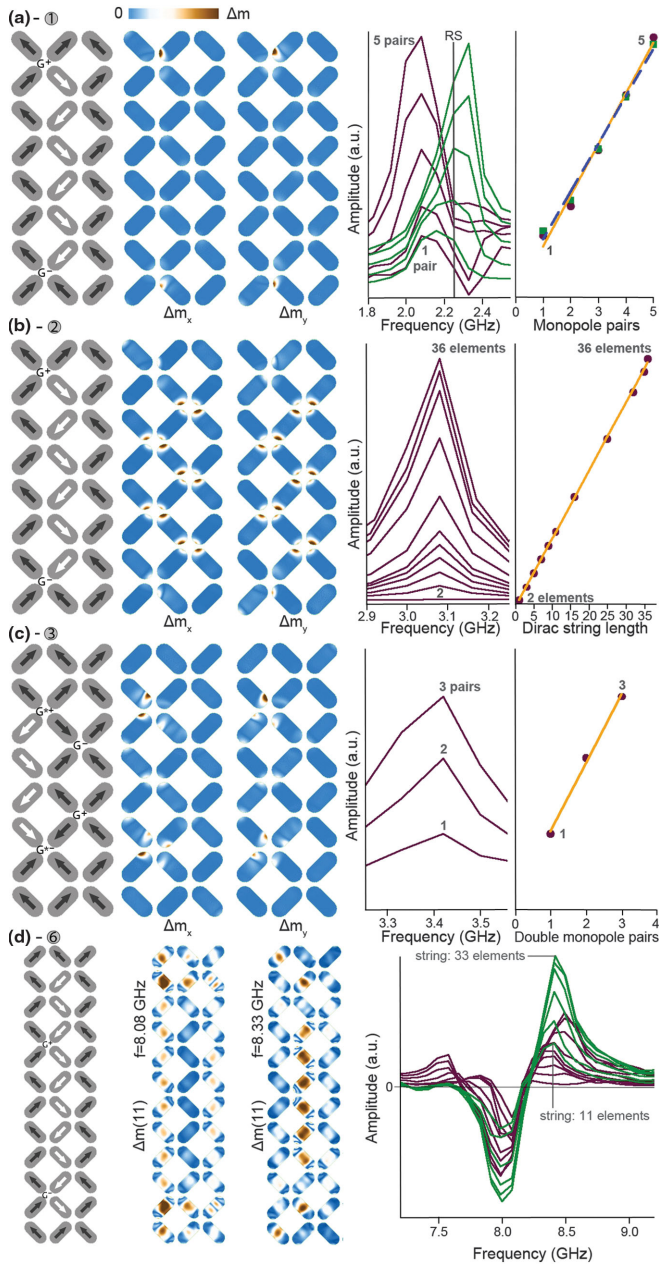 (a) - ①
0
Δm
G+
G-
Δmx
Δmy
5 pairs
RS
1
pair
Amplitude (a.u.)
1.8 2.0 2.2 2.4
Frequency (GHz)
5
1
0 1 2 3 4 5
Monopole pairs
(b) - ②
G+
G-
Δmx
Δmy
36 elements
2
Amplitude (a.u.)
2.9 3.0 3.1 3.2
Frequency (GHz)
36 elements
2 elements
0 5 10 15 20 25 30 35
Dirac string length
(c) - ③
G*+
G-
G+
G*-
Δmx
Δmy
3 pairs
2
1
Amplitude (a.u.)
3.3 3.4 3.5
Frequency (GHz)
3
1
0 1 2 3 4
Double monopole pairs
(d) - ⑥
G+
G-
f=8.08 GHz
Δm(11)
f=8.33 GHz
Δm(11)
string: 33 elements
string: 11 elements
0
Amplitude (a.u.)
7.5 8.0 8.5 9.0
Frequency (GHz)